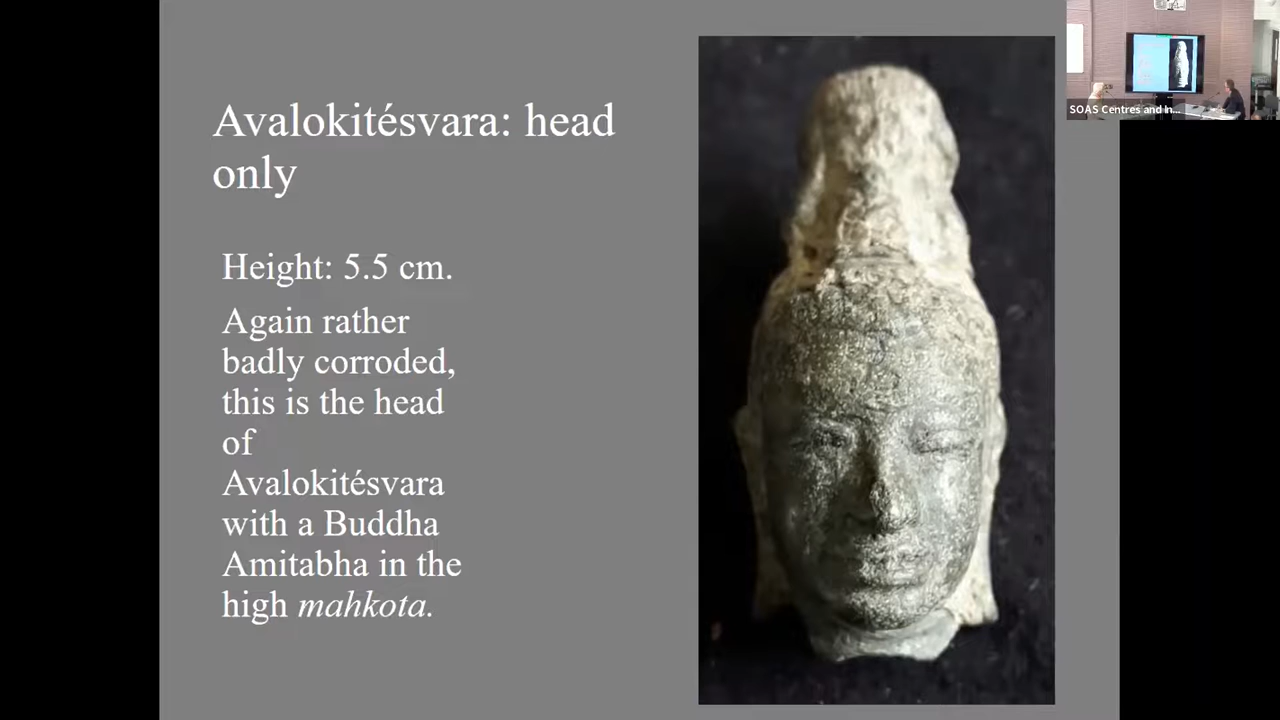 Avalokitésvara: head
only
Height: 5.5 cm.
Again rather
badly corroded,
this is the head
of
Avalokitésvara
with a Buddha
Amitabha in the
high mahkota.
SOAS Centres and In...